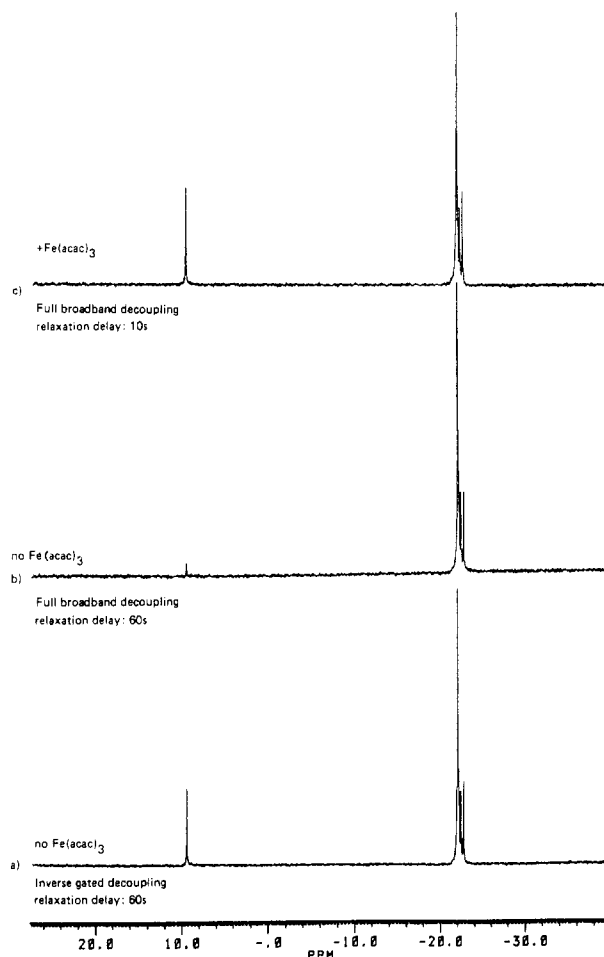 +Fe(acac)3
c)
Full broadband decoupling
relaxation delay: 10s
no Fe(acac)3
b)
Full broadband decoupling
relaxation delay: 60s
no Fe(acac)3
a)
Inverse gated decoupling
relaxation delay: 60s
20.0 10.0 -.0 -10.0 -20.0 -30.0
PPM